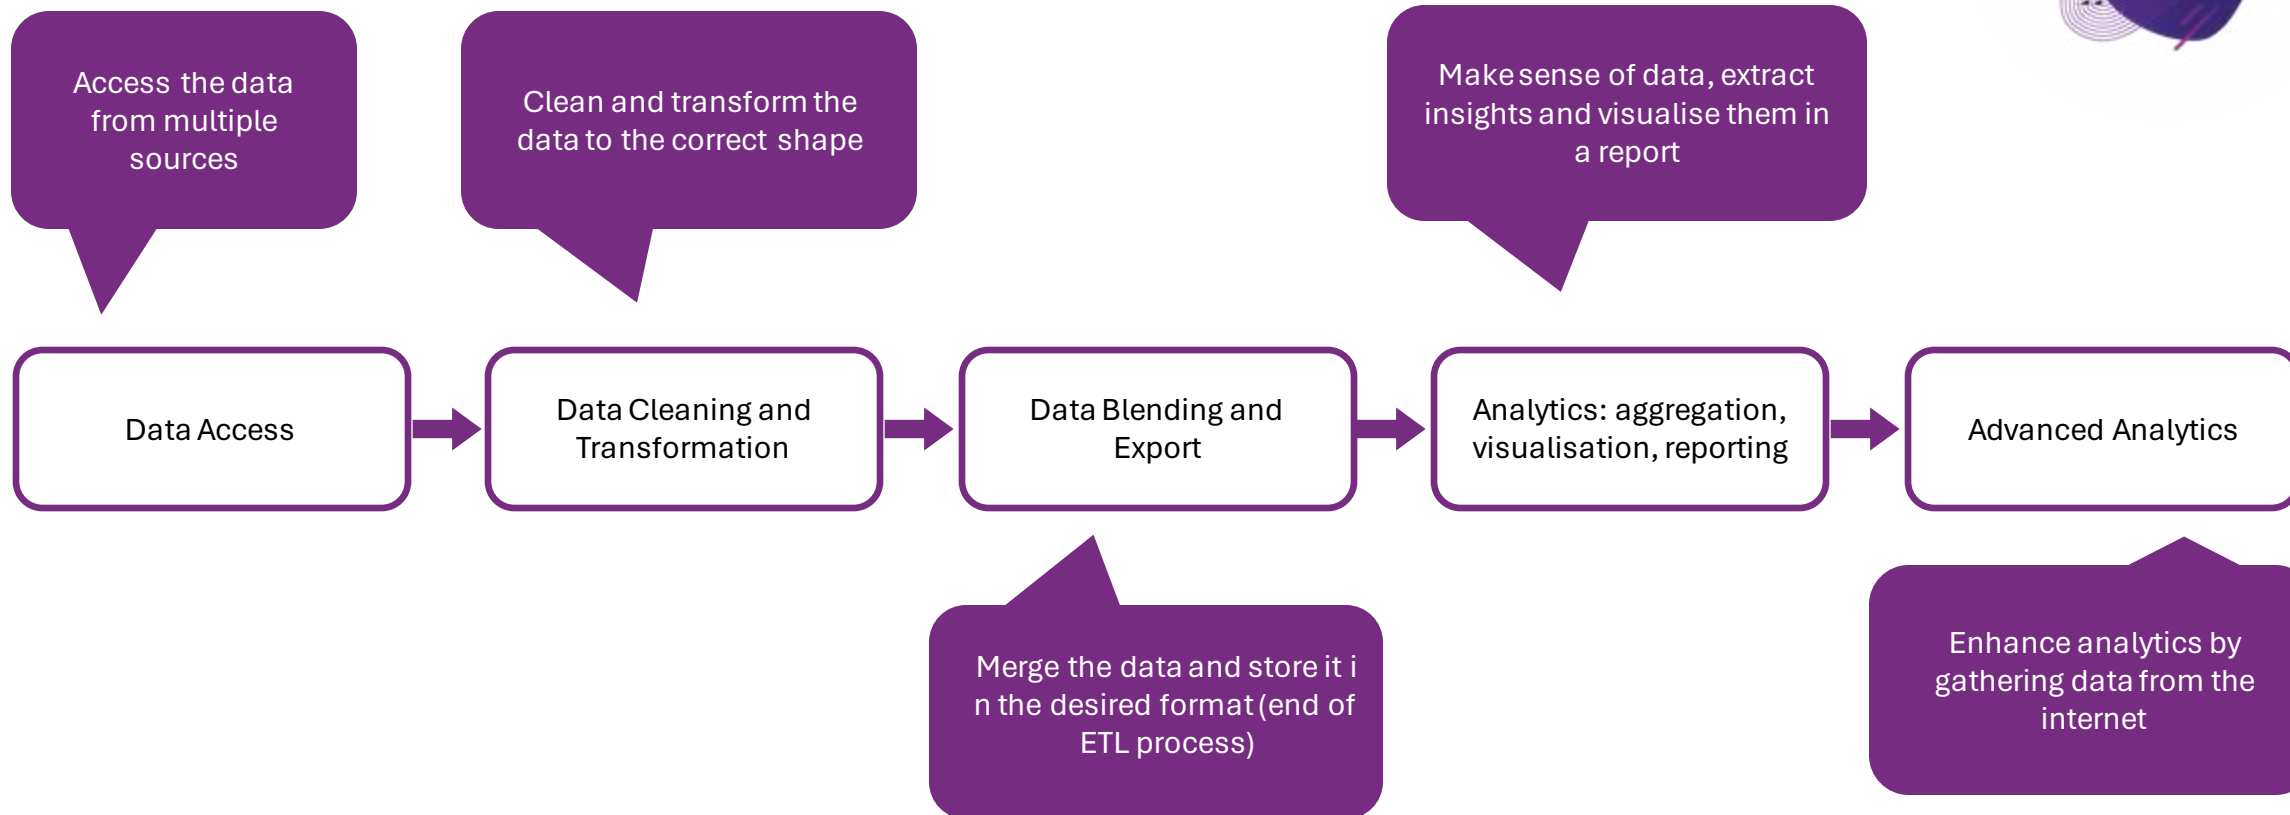 Access the data
from multiple
sources
Clean and transform the
data to the correct shape
Make sense of data, extract
insights and visualise them in
a report
Data Access
Data Cleaning and
Transformation
Data Blending and
Export
Analytics: aggregation,
visualisation, reporting
Advanced Analytics
Merge the data and store it i
n the desired format (end of
ETL process)
Enhance analytics by
gathering data from the
internet